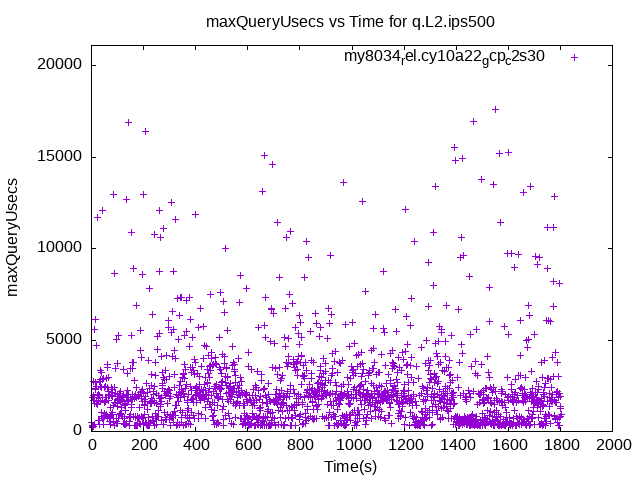 maxQueryUsecs vs Time for q.L2.ips500
my8034rel.cy10a22gcpc2s30
maxQueryUsecs
20000
15000
10000
5000
0
0 200 400 600 800 1000 1200 1400 1600 1800 2000
Time(s)